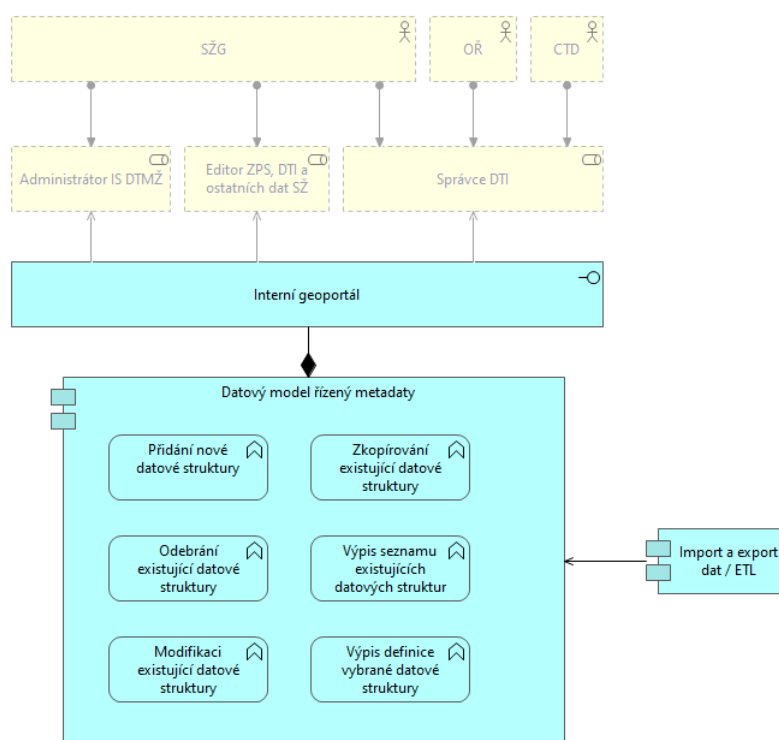 SŽG
OŘ
CTD
Administrátor IS DTMŽ
Editor ZPS, DTI a
ostatních dat SŽ
Správce DTI
Interní geoportál
Datový model řízený metadaty
Přidání nové
datové struktury
Zkopírování
existující datové
struktury
Odebrání
existující datové
struktury
Výpis seznamu
existujících
datových struktur
Modifikaci
existující datové
struktury
Výpis definice
vybrané datové
struktury
Import a export
dat / ETL